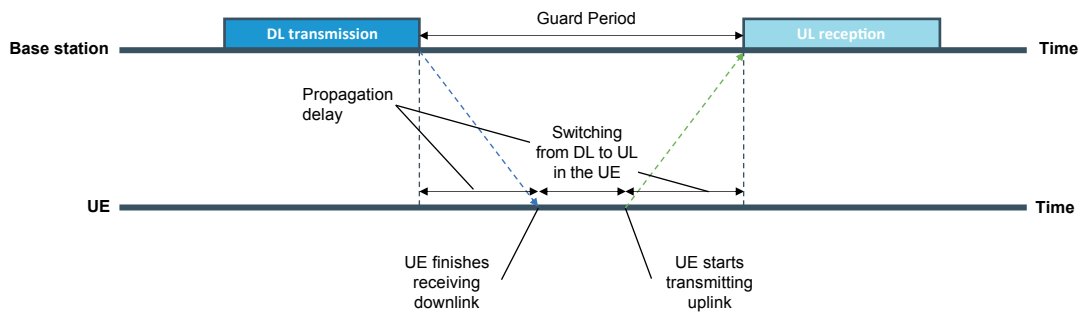 Guard Period
DL transmission
UL reception
Base station
Time
Propagation
delay
Switching
from DL to UL
in the UE
UE
Time
UE finishes
receiving
downlink
UE starts
transmitting
uplink